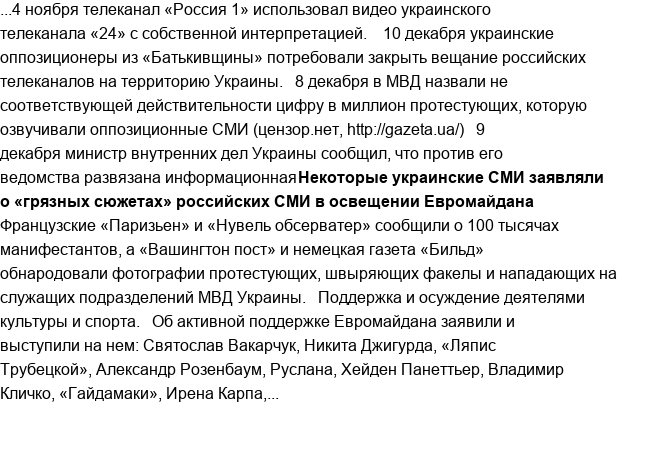 ...4 ноября телеканал «Россия 1» использовал видео украинского
телеканала «24» с собственной интерпретацией.    10 декабря украинские
оппозиционеры из «Батькивщины» потребовали закрыть вещание российских
телеканалов на территорию Украины.   8 декабря в МВД назвали не
соответствующей действительности цифру в миллион протестующих, которую
озвучивали оппозиционные СМИ (цензор.нет, http://gazeta.ua/)   9
декабря министр внутренних дел Украины сообщил, что против его
ведомства развязана информационнаяНекоторые украинские СМИ заявляли
о «грязных сюжетах» российских СМИ в освещении Евромайдана
Французские «Паризьен» и «Нувель обсерватер» сообщили о 100 тысячах
манифестантов, а «Вашингтон пост» и немецкая газета «Бильд»
обнародовали фотографии протестующих, швыряющих факелы и нападающих на
служащих подразделений МВД Украины.   Поддержка и осуждение деятелями
культуры и спорта.   Об активной поддержке Евромайдана заявили и
выступили на нем: Святослав Вакарчук, Никита Джигурда, «Ляпис
Трубецкой», Александр Розенбаум, Руслана, Хейден Панеттьер, Владимир
Кличко, «Гайдамаки», Ирена Карпа,...